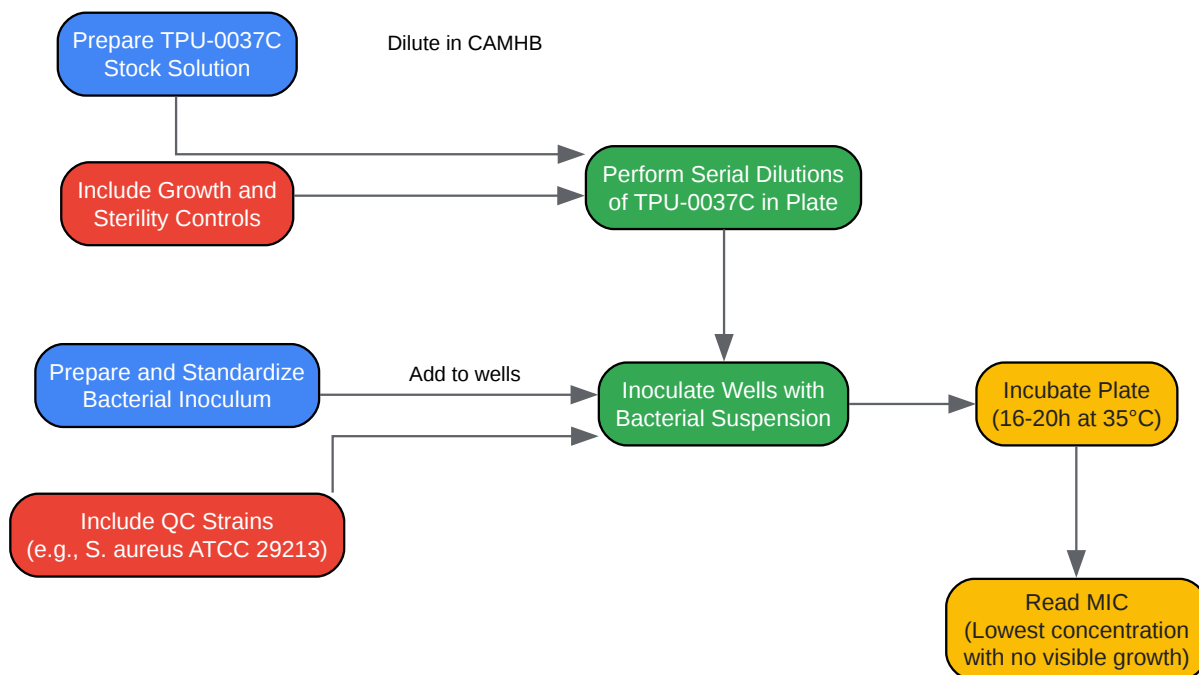 Prepare TPU-0037C
Stock Solution
Dilute in CAMHB
Include Growth and
Sterility Controls
Perform Serial Dilutions
of TPU-0037C in Plate
Prepare and Standardize
Bacterial Inoculum
Add to wells
Inoculate Wells with
Bacterial Suspension
Incubate Plate
(16-20h at 35°C)
Include QC Strains
(e.g., S. aureus ATCC 29213)
Read MIC
(Lowest concentration
with no visible growth)